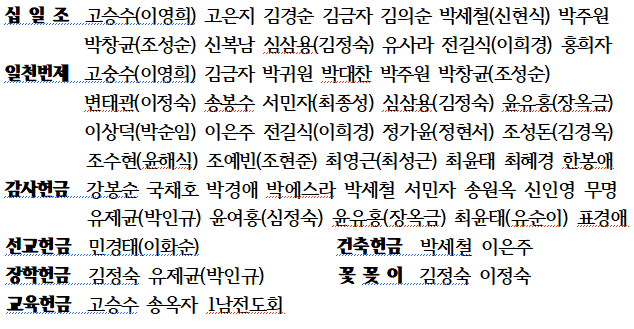 십 일 조 고승수(이영희) 고은지 김경순 김금자 김의순 박세철(신현식) 박주원
박창균(조성순) 신복남 심삼용(김정숙) 유사라 전길식(이희경) 홍희자
일천번제 고숭수(이영희) 김금자 박귀원 박대찬 박주원 박창균(조성순)
변태관(이정숙) 송봉수 서민자(최종성) 심삼용(김정숙) 윤유홍(장옥금)
이상덕(박순임) 이은주 전길식(이희경) 정가윤(정현서) 조성돈(김경옥)
조수현(윤해식) 조예빈(조현준) 최영근(최성근) 최윤태 최혜경 한봉애
감사헌금 강봉순 국채호 박경애 박에스라 박세철 서민자 송원옥 신인영 무명
유제균(박인규) 윤여홍(심정숙) 윤유홍(장옥금) 최윤태(유순이) 표경애
선교헌금 민경태(이화순) 건축헌금 박세철 이은주
장학헌금 김정숙 유제균(박인규) 꽃 꽂 이 김정숙 이정숙
교육헌금 고승수 송옥자 1남전도회